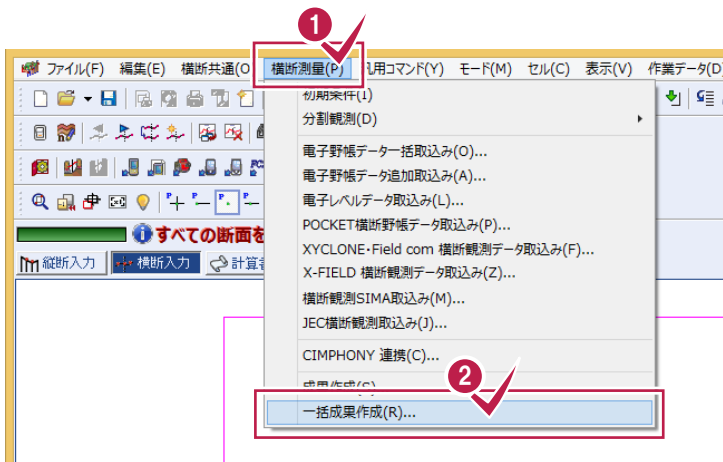 1
ファイル(F) 編集(E) 横断共通(O 横断測量(P) 汎用コマンド(Y) モード(M) セル(C) 表示(V) 作業データ(D)
初期条件(I)
分割観測(D)
電子野帳データ一括取込み(O)...
電子野帳データ追加取込み(A)...
電子レベルデータ取込み(L)...
POCKET横断野帳データ取込み(P)...
すべての断面を
XYCLONE・Field com 横断観測データ取込み(F)...
縦断入力 横断入力 計算書
X-FIELD 横断観測データ取込み(Z)...
横断観測SIMA取込み(M)...
JEC横断観測取込み(J)...
CIMPHONY 連携(C)...
2
成果作成(S)...
一括成果作成(R)...